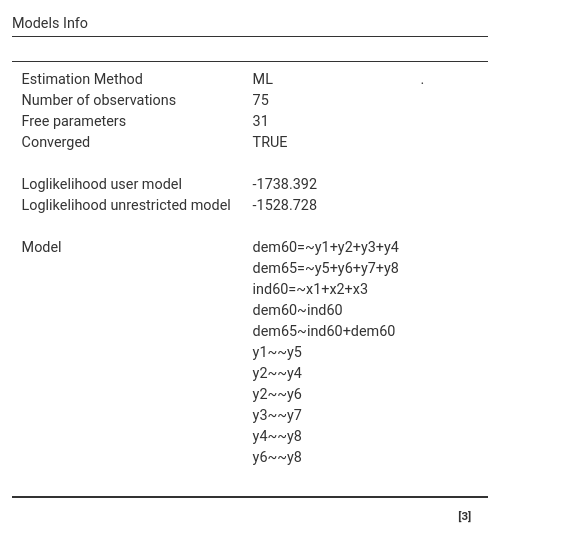 Models Info
Estimation Method ML .
Number of observations 75
Free parameters 31
Converged TRUE
Loglikelihood user model -1738.392
Loglikelihood unrestricted model -1528.728
Model dem60=~y1+y2+y3+y4
dem65=~y5+y6+y7+y8
ind60=~x1+x2+x3
dem60~ind60
dem65~ind60+dem60
y1~~y5
y2~~y4
y2~~y6
y3~~y7
y4~~y8
y6~~y8
[3]